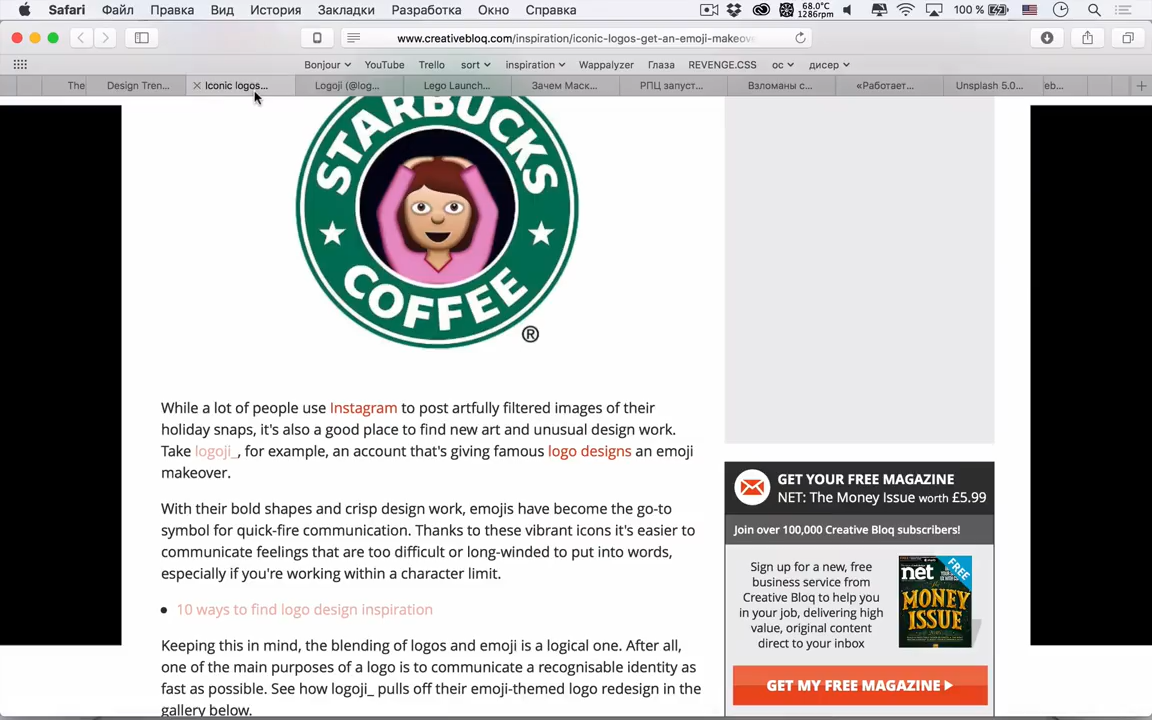 Safari Файл Правка Вид История Закладки Разработка Окно Справка 68.0°C 1286rpm 100 %
www.creativebloq.com/inspiration/iconic-logos-get-an-emoji-makeove
Bonjour YouTube Trello sort inspiration Wappalyzer Глаза REVENGE.CSS ос дисер
The Design Tren... Iconic logos... Logoji (@log... Lego Launch... Зачем Маск... РПЦ запуст... Взломаны с... «Работает... Unsplash 5.0... eb...
STARBUCKS
COFFEE
®
While a lot of people use Instagram to post artfully filtered images of their
holiday snaps, it's also a good place to find new art and unusual design work.
Take logoji_, for example, an account that's giving famous logo designs an emoji
makeover.
With their bold shapes and crisp design work, emojis have become the go-to
symbol for quick-fire communication. Thanks to these vibrant icons it's easier to
communicate feelings that are too difficult or long-winded to put into words,
especially if you're working within a character limit.
10 ways to find logo design inspiration
Keeping this in mind, the blending of logos and emoji is a logical one. After all,
one of the main purposes of a logo is to communicate a recognisable identity as
fast as possible. See how logoji_ pulls off their emoji-themed logo redesign in the
gallery below.
GET YOUR FREE MAGAZINE
NET: The Money Issue worth £5.99
Join over 100,000 Creative Bloq subscribers!
Sign up for a new, free
business service from
Creative Bloq to help you
in your job, delivering high
value, original content
direct to your inbox
net
FREE
MONEY
ISSUE
GET MY FREE MAGAZINE